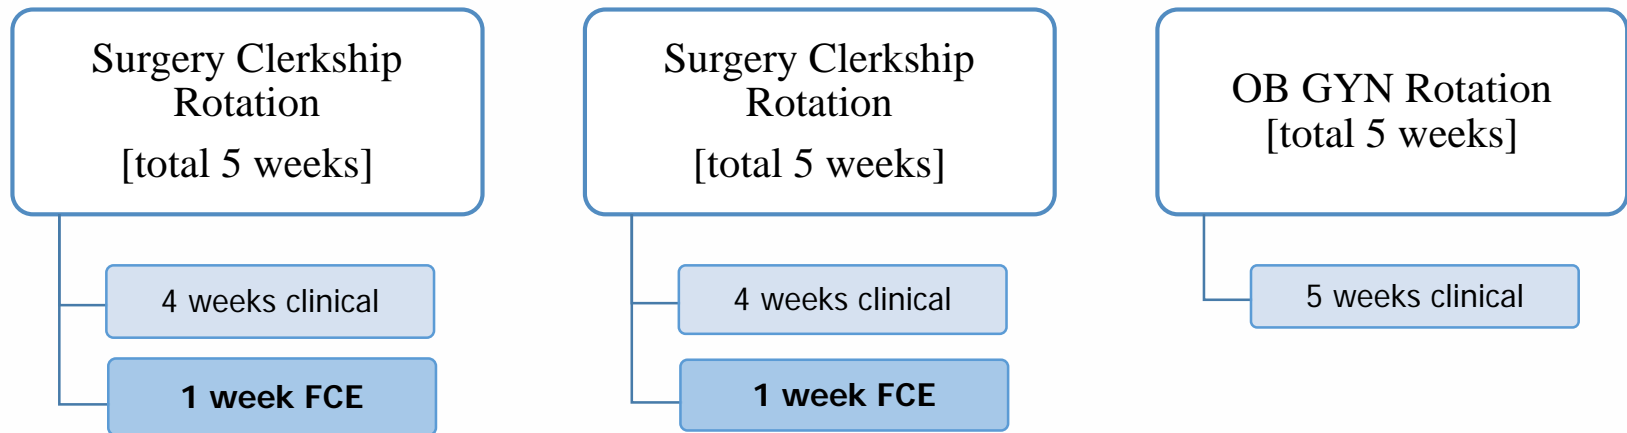 Surgery Clerkship
Rotation
[total 5 weeks]
4 weeks clinical
1 week FCE
Surgery Clerkship
Rotation
[total 5 weeks]
4 weeks clinical
1 week FCE
OB GYN Rotation
[total 5 weeks]
5 weeks clinical